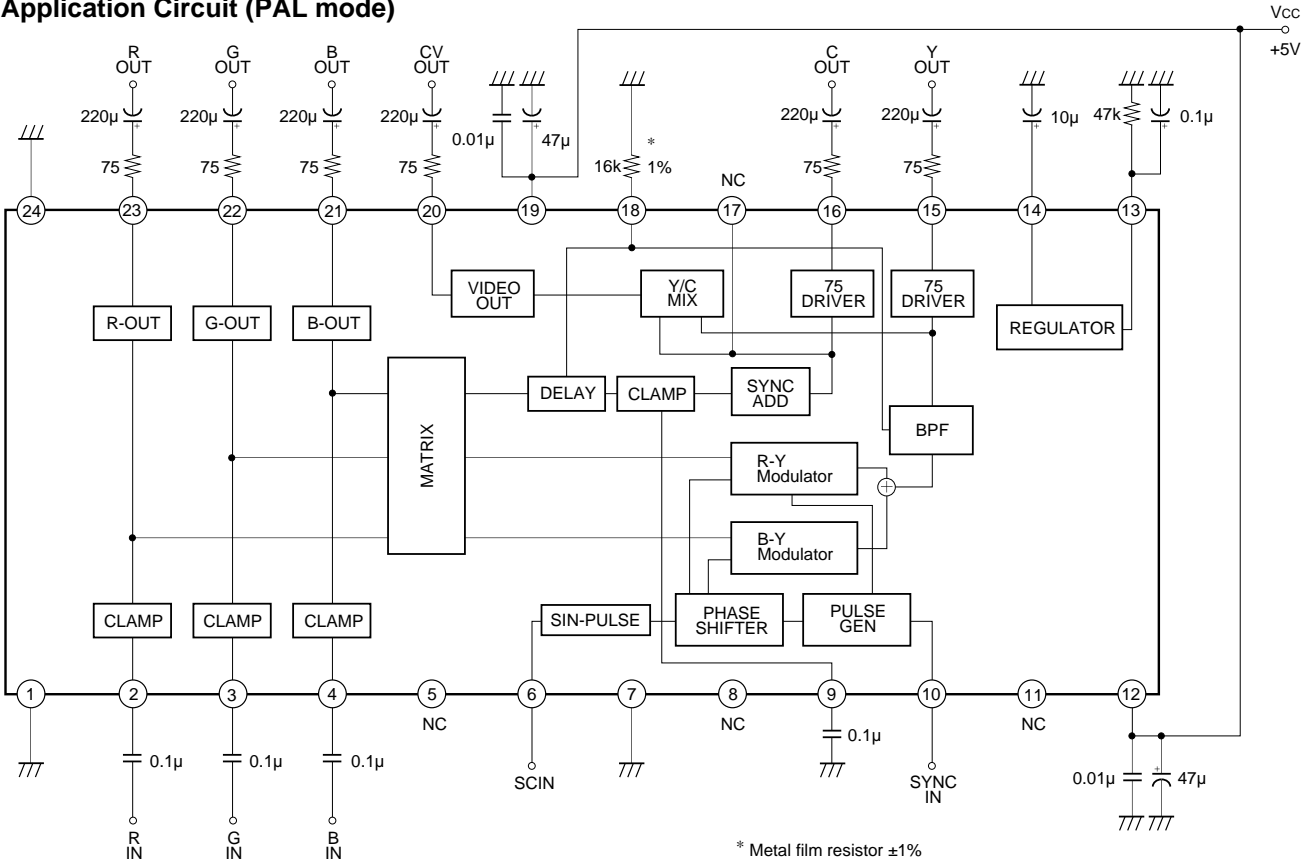 Application Circuit (PAL mode)
VCC
+5V
R
OUT
G
OUT
B
OUT
CV
OUT
C
OUT
Y
OUT
220µ
+
220µ
+
220µ
+
220µ
+
0.01µ
+
47µ
220µ
+
220µ
+
+
10µ
47k
+
0.1µ
75
75
75
75
16k
*
1%
75
75
NC
24
23
22
21
20
19
18
17
16
15
14
13
VIDEO
OUT
Y/C
MIX
75
DRIVER
75
DRIVER
R-OUT
G-OUT
B-OUT
REGULATOR
MATRIX
DELAY
CLAMP
SYNC
ADD
BPF
R-Y
Modulator
+
B-Y
Modulator
CLAMP
CLAMP
CLAMP
SIN-PULSE
PHASE
SHIFTER
PULSE
GEN
1
2
3
4
5
6
7
8
9
10
11
12
NC
NC
NC
0.1µ
0.1µ
0.1µ
0.1µ
SCIN
SYNC
IN
0.01µ
+
47µ
R
IN
G
IN
B
IN
* Metal film resistor ±1%